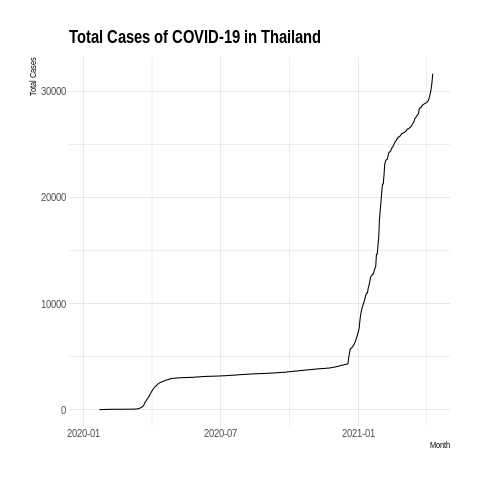 Total Cases of COVID-19 in Thailand
Total Cases
30000
20000
10000
0
2020-01
2020-07
2021-01
Month